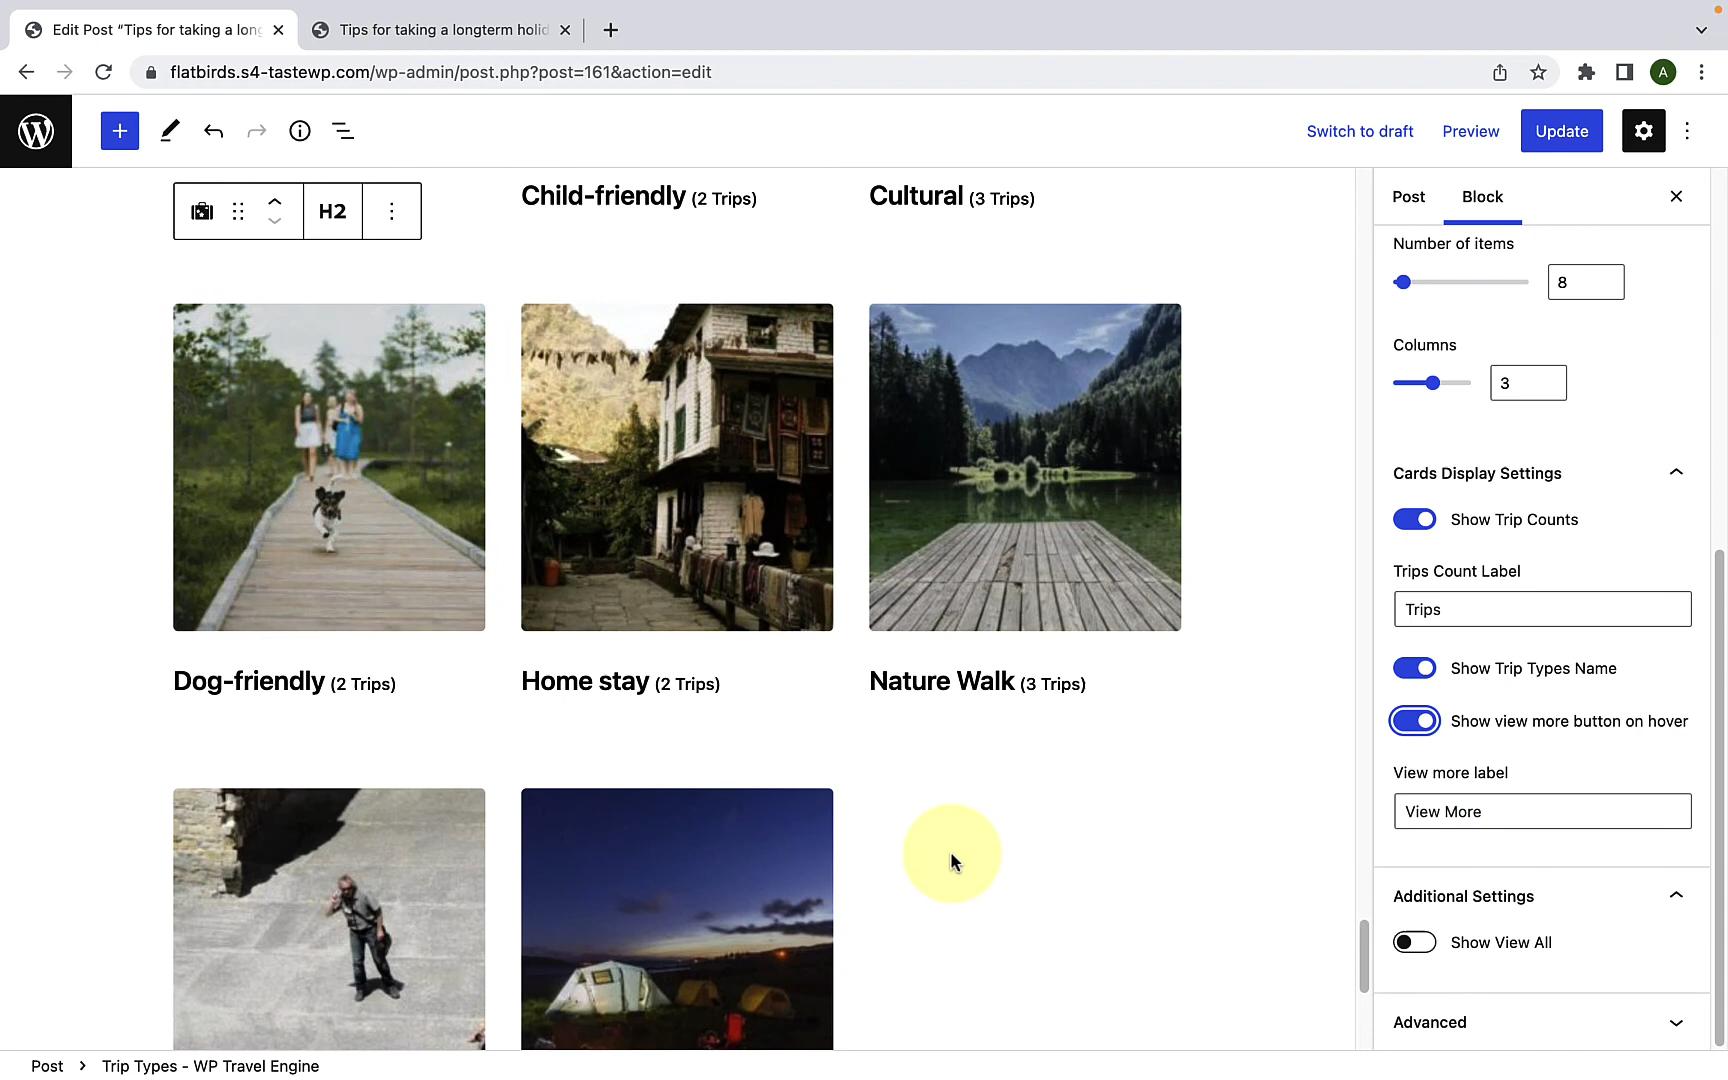 Edit Post “Tips for taking a long
Tips for taking a longterm holid
flatbirds.s4-tastewp.com/wp-admin/post.php?post=161&action=edit
A
Switch to draft
Preview
Update
H2
Child-friendly (2 Trips)
Cultural (3 Trips)
Post
Block
Number of items
8
Columns
3
Cards Display Settings
Show Trip Counts
Trips Count Label
Trips
Dog-friendly (2 Trips)
Home stay (2 Trips)
Nature Walk (3 Trips)
Show Trip Types Name
Show view more button on hover
View more label
View More
Additional Settings
Show View All
Advanced
Post
Trip Types - WP Travel Engine